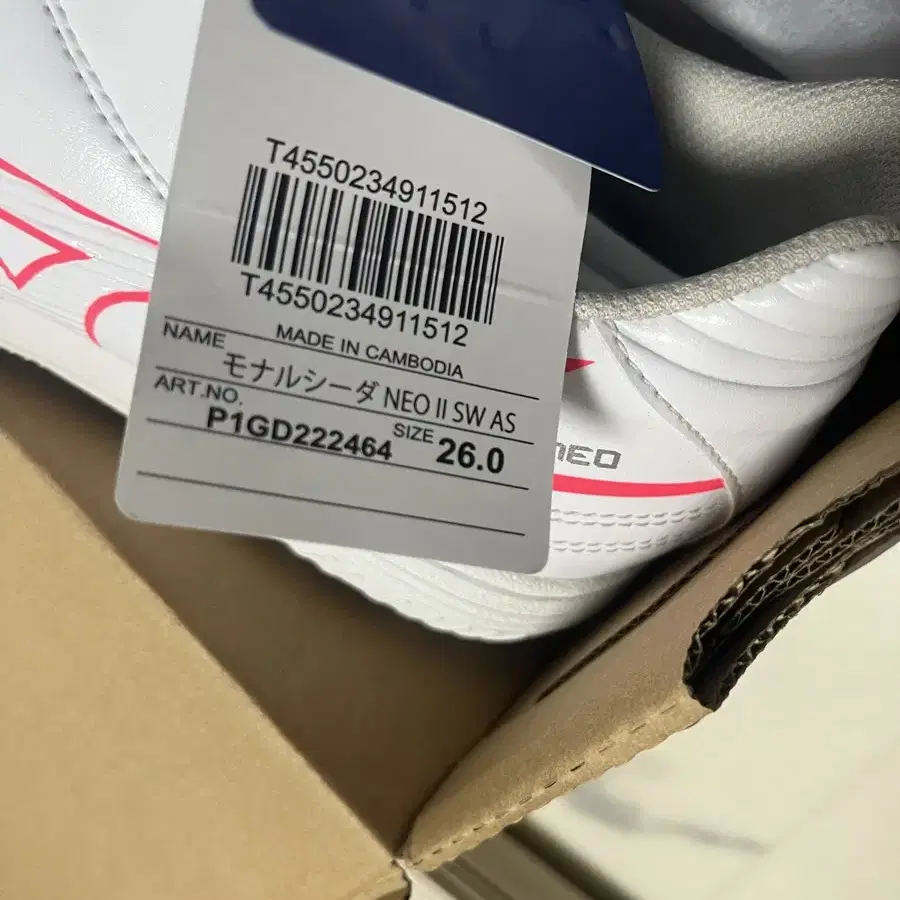 T4550234911512
T4550234911512
MADE IN CAMBODIA
NAME
モナルシーダ NEO II SW AS
ART.NO.
P1GD222464
SIZE 26.0
NEO